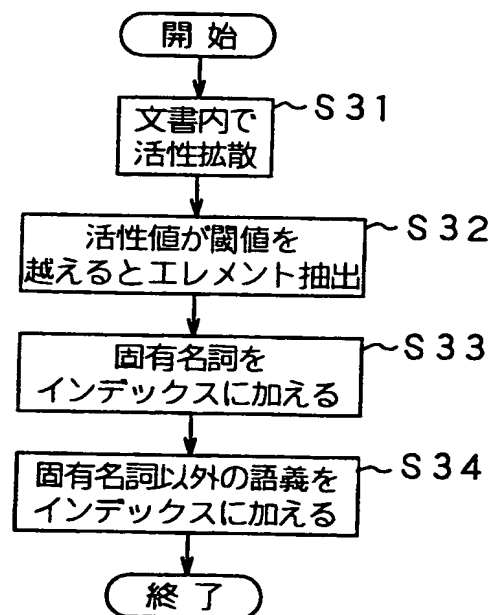 開始
S31
文書内で
活性拡散
S32
活性値が閾値を
越えるとエレメント抽出
S33
固有名詞を
インデックスに加える
S34
固有名詞以外の語義を
インデックスに加える
終了